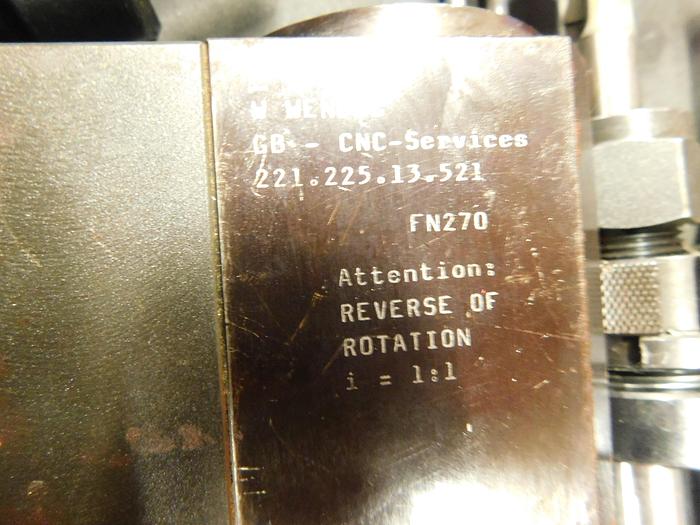 W
GB - CNC-Services
221.225.13.521
FN270
Attention:
REVERSE OF
ROTATION
i = 1:1